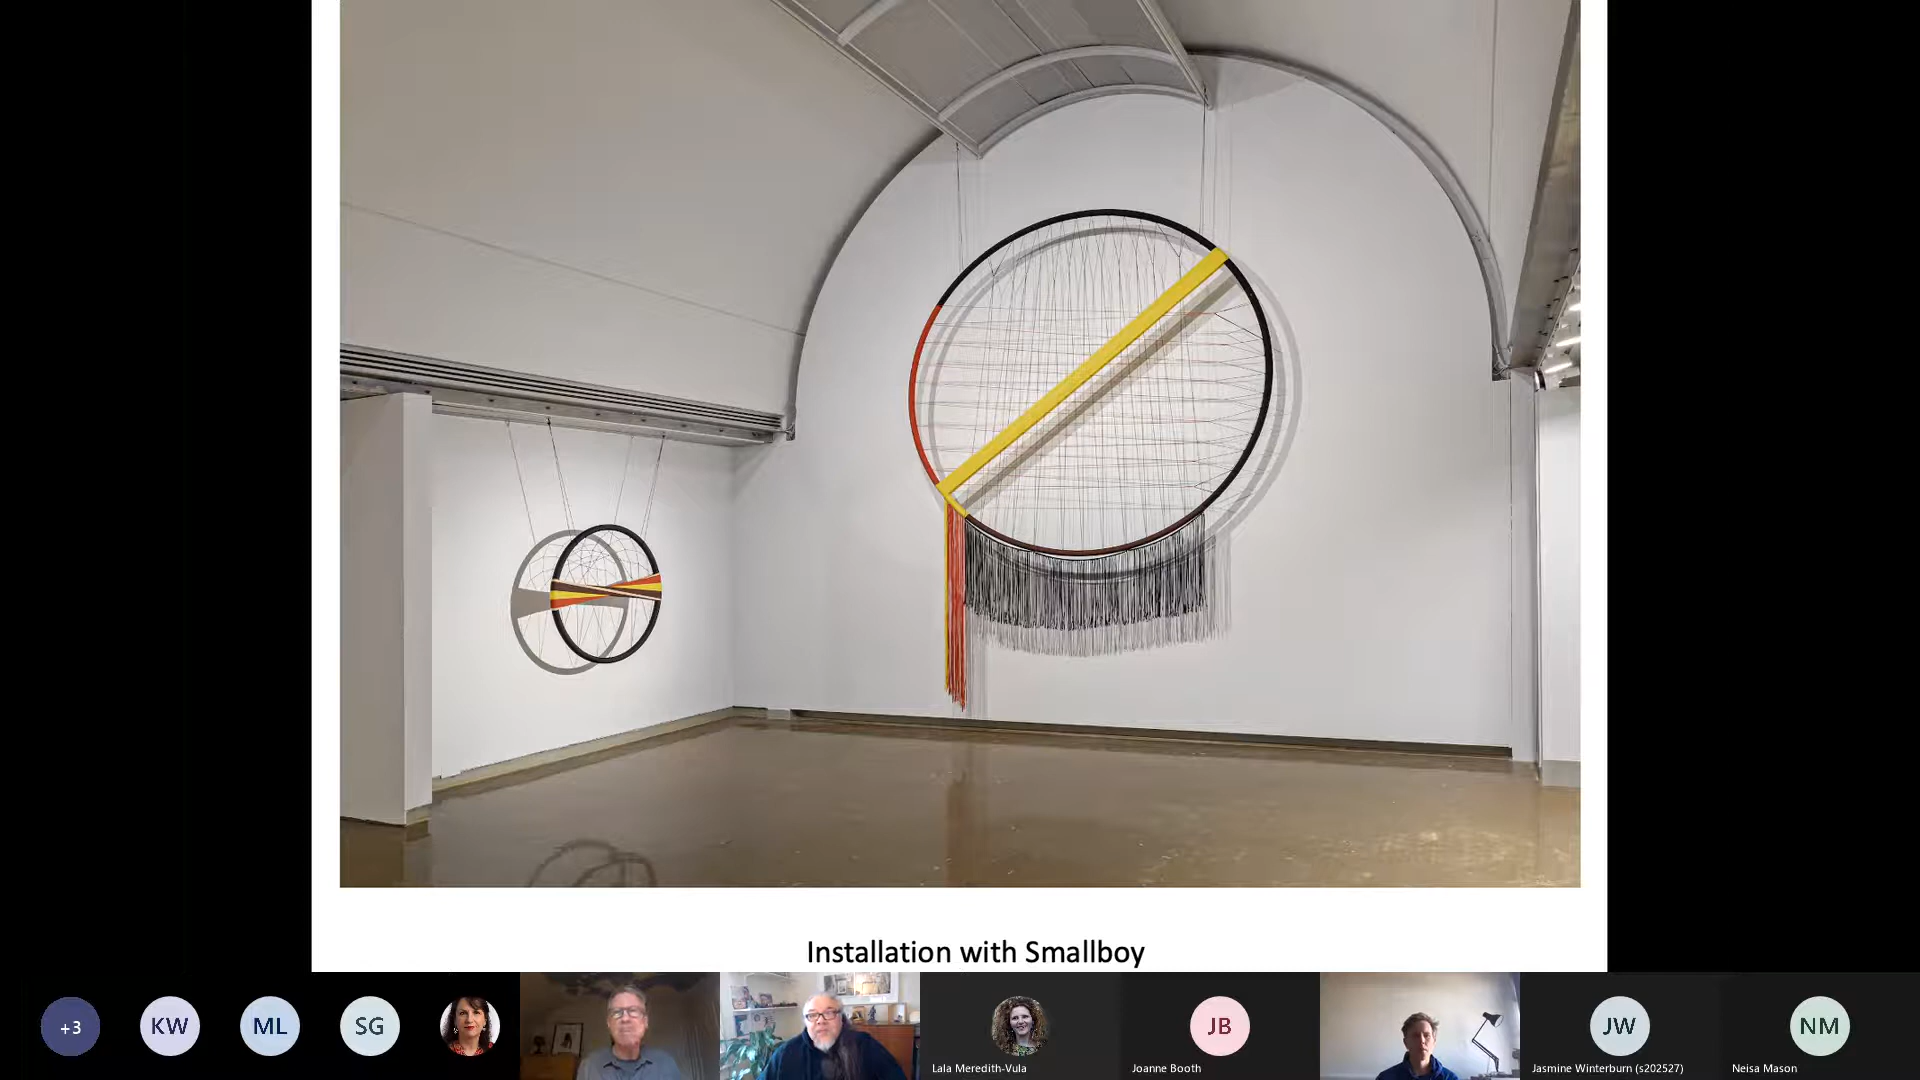 Installation with Smallboy
+3
KW
ML
SG
Lala Meredith-Vula
JB
Joanne Booth
JW
Jasmine Winterburn (s202527)
NM
Neisa Mason